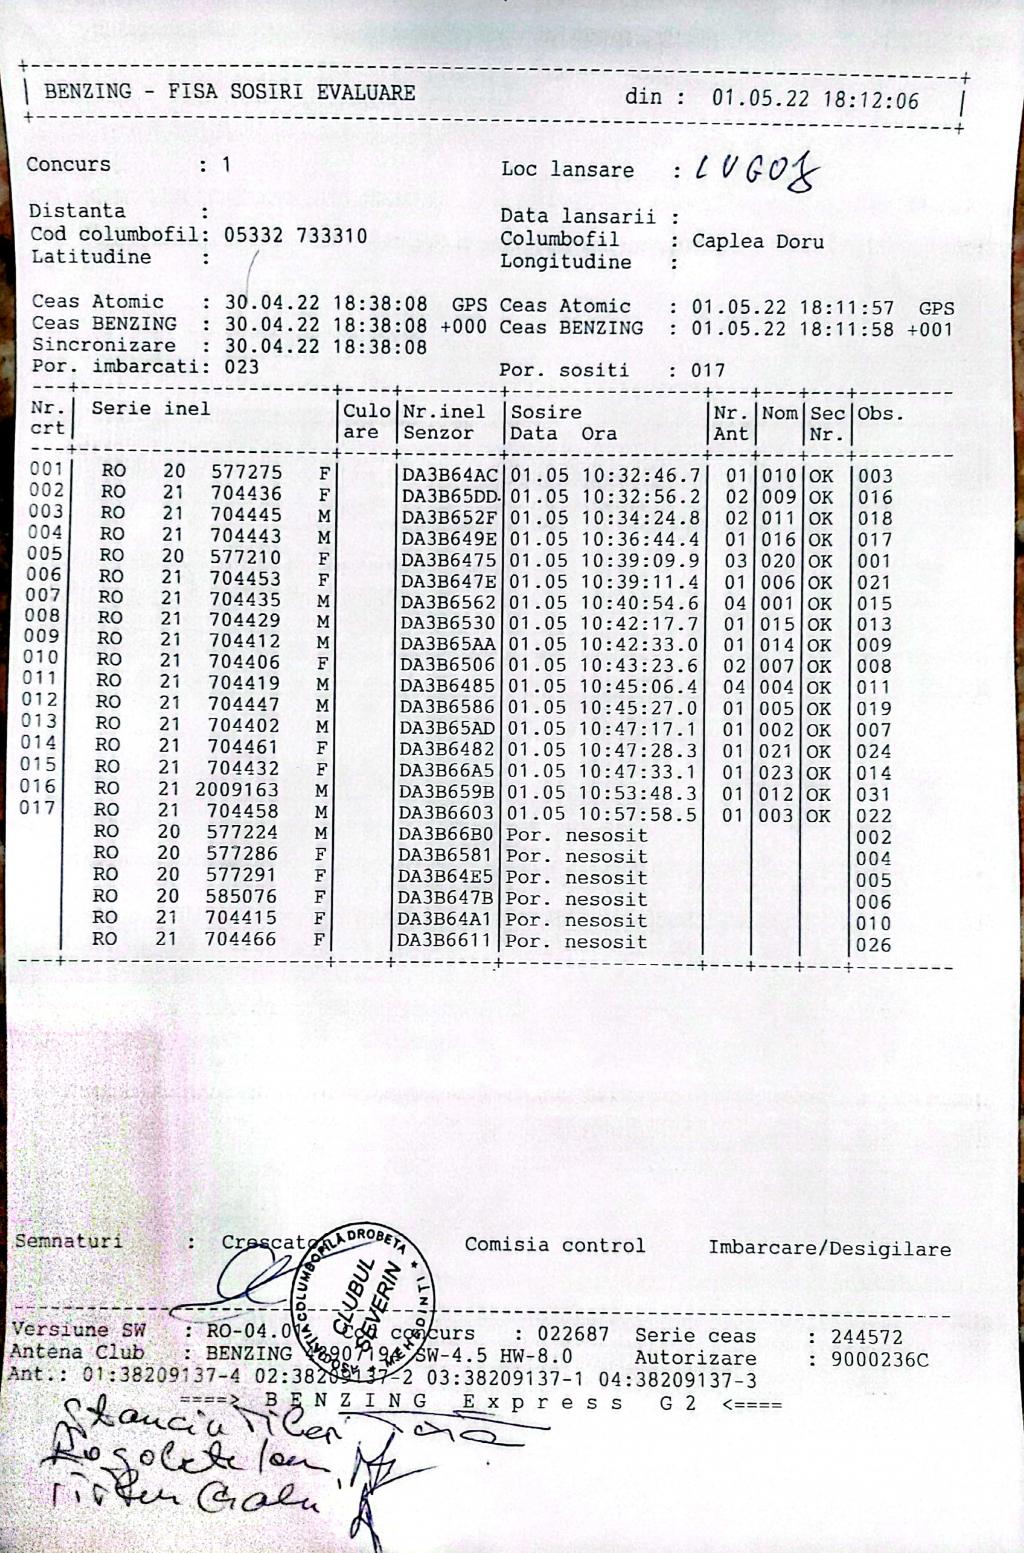 BENZING - FISA SOSIRI EVALUARE din : 01.05.22 18:12:06
Concurs : 1 Loc lansare : LUGOJ
Distanta : Data lansarii :
Cod columbofil: 05332 733310 Columbofil : Caplea Doru
Latitudine : Longitudine :
Ceas Atomic : 30.04.22 18:38:08 GPS Ceas Atomic : 01.05.22 18:11:57 GPS
Ceas BENZING : 30.04.22 18:38:08 +000 Ceas BENZING : 01.05.22 18:11:58 +001
Sincronizare : 30.04.22 18:38:08
Por. imbarcati: 023 Por. sositi : 017
Nr. Serie inel Culo Nr.inel Sosire Nr. Nom Sec Obs.
crt are Senzor Data Ora Ant Nr.
001 RO 20 577275 F DA3B64AC 01.05 10:32:46.7 01 010 OK 003
002 RO 21 704436 F DA3B65DD 01.05 10:32:56.2 02 009 OK 016
003 RO 21 704445 M DA3B652F 01.05 10:34:24.8 02 011 OK 018
004 RO 21 704443 M DA3B649E 01.05 10:36:44.4 01 016 OK 017
005 RO 20 577210 F DA3B6475 01.05 10:39:09.9 03 020 OK 001
006 RO 21 704453 F DA3B647E 01.05 10:39:11.4 01 006 OK 021
007 RO 21 704435 M DA3B6562 01.05 10:40:54.6 04 001 OK 015
008 RO 21 704429 M DA3B6530 01.05 10:42:17.7 01 015 OK 013
009 RO 21 704412 M DA3B65AA 01.05 10:42:33.0 01 014 OK 009
010 RO 21 704406 F DA3B6506 01.05 10:43:23.6 02 007 OK 008
011 RO 21 704419 M DA3B6485 01.05 10:45:06.4 04 004 OK 011
012 RO 21 704447 M DA3B6586 01.05 10:45:27.0 01 005 OK 019
013 RO 21 704402 M DA3B65AD 01.05 10:47:17.1 01 002 OK 007
014 RO 21 704461 F DA3B6482 01.05 10:47:28.3 01 021 OK 024
015 RO 21 704432 F DA3B66A5 01.05 10:47:33.1 01 023 OK 014
016 RO 21 2009163 M DA3B659B 01.05 10:53:48.3 01 012 OK 031
017 RO 21 704458 M DA3B6603 01.05 10:57:58.5 01 003 OK 022
RO 20 577224 M DA3B66B0 Por. nesosit 002
RO 20 577286 F DA3B6581 Por. nesosit 004
RO 20 577291 F DA3B64E5 Por. nesosit 005
RO 20 585076 F DA3B647B Por. nesosit 006
RO 21 704415 F DA3B64A1 Por. nesosit 010
RO 21 704466 F DA3B6611 Por. nesosit 026
Semnaturi : Crescator Comisia control Imbarcare/Desigilare
ASOCIATIA COLUMBOFILA DROBETA * MEHEDINTI *
CLUBUL
SEVERIN
Versiune SW : RO-04.0 concurs : 022687 Serie ceas : 244572
Antena Club : BENZING SW-4.5 HW-8.0 Autorizare : 9000236C
Ant.: 01:38209137-4 02:38209137-2 03:38209137-1 04:38209137-3
====> B E N Z I N G E x p r e s s G 2 <====
Stanciu